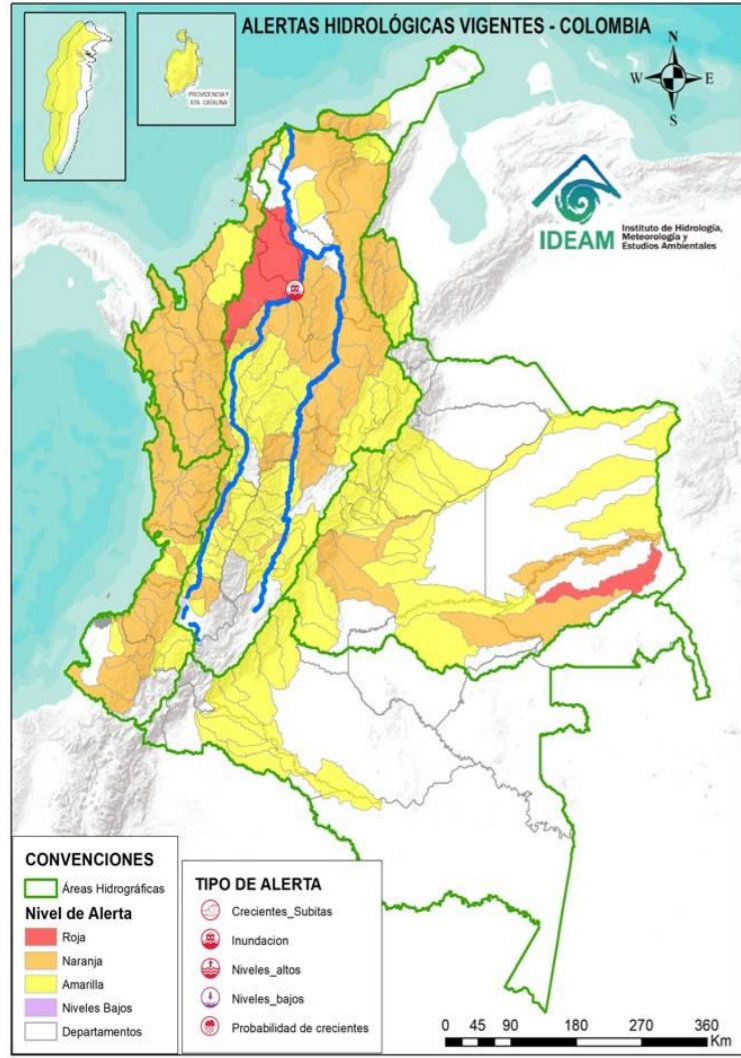 ALERTAS HIDROLÓGICAS VIGENTES - COLOMBIA
PROVIDENCIA Y
STA. CATALINA
N
W E
S
IDEAM
Instituto de Hidrología,
Meteorología y
Estudios Ambientales
CONVENCIONES
Áreas Hidrográficas
Nivel de Alerta
Roja
Naranja
Amarilla
Niveles Bajos
Departamentos
TIPO DE ALERTA
Crecientes_Subitas
Inundacion
Niveles_altos
Niveles_bajos
Probabilidad de crecientes
0 45 90 180 270 360
Km